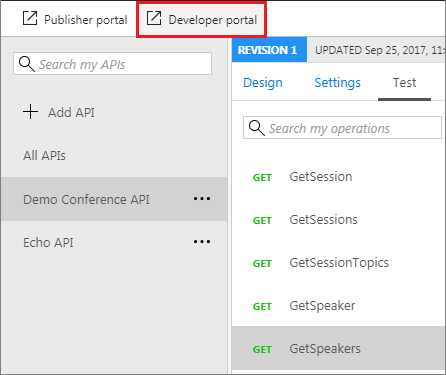 Publisher portal Developer portal
Search my APIs
Add API
All APIs
Demo Conference API
Echo API
REVISION 1 UPDATED Sep 25, 2017, 11:
Design Settings Test
Search my operations
GET GetSession
GET GetSessions
GET GetSessionTopics
GET GetSpeaker
GET GetSpeakers